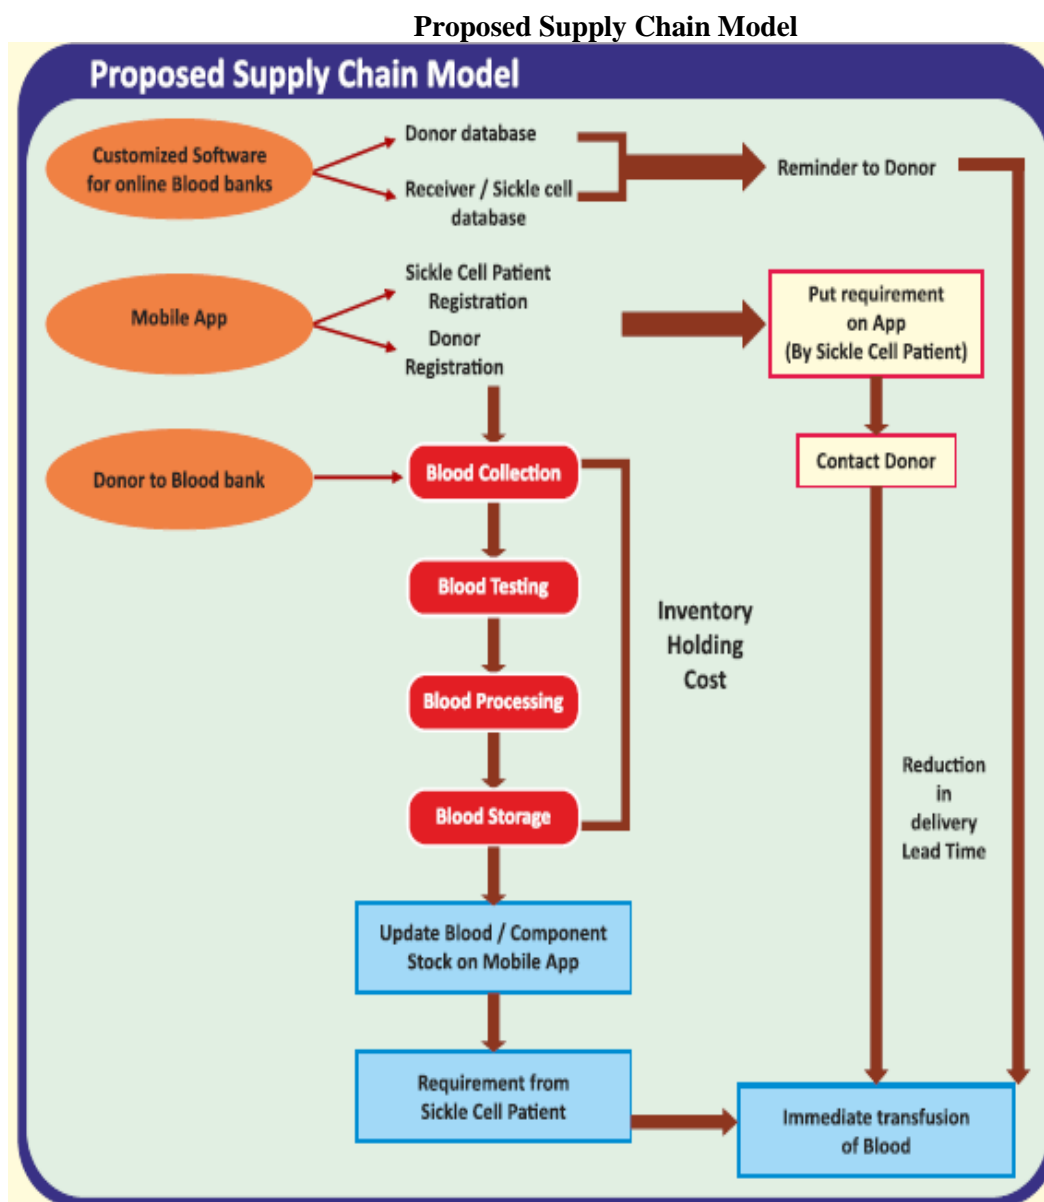 Proposed Supply Chain Model
Proposed Supply Chain Model
Customized Software
for online Blood banks
Donor database
Receiver / Sickle cell
database
Reminder to Donor
Mobile App
Sickle Cell Patient
Registration
Donor
Registration
Put requirement
on App
(By Sickle Cell Patient)
Contact Donor
Donor to Blood bank
Blood Collection
Blood Testing
Blood Processing
Blood Storage
Inventory
Holding
Cost
Reduction
in
delivery
Lead Time
Update Blood / Component
Stock on Mobile App
Requirement from
Sickle Cell Patient
Immediate transfusion
of Blood